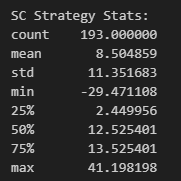 SC Strategy Stats:
count 193.000000
mean 8.504859
std 11.351683
min -29.471108
25% 2.449956
50% 12.525401
75% 13.525401
max 41.198198